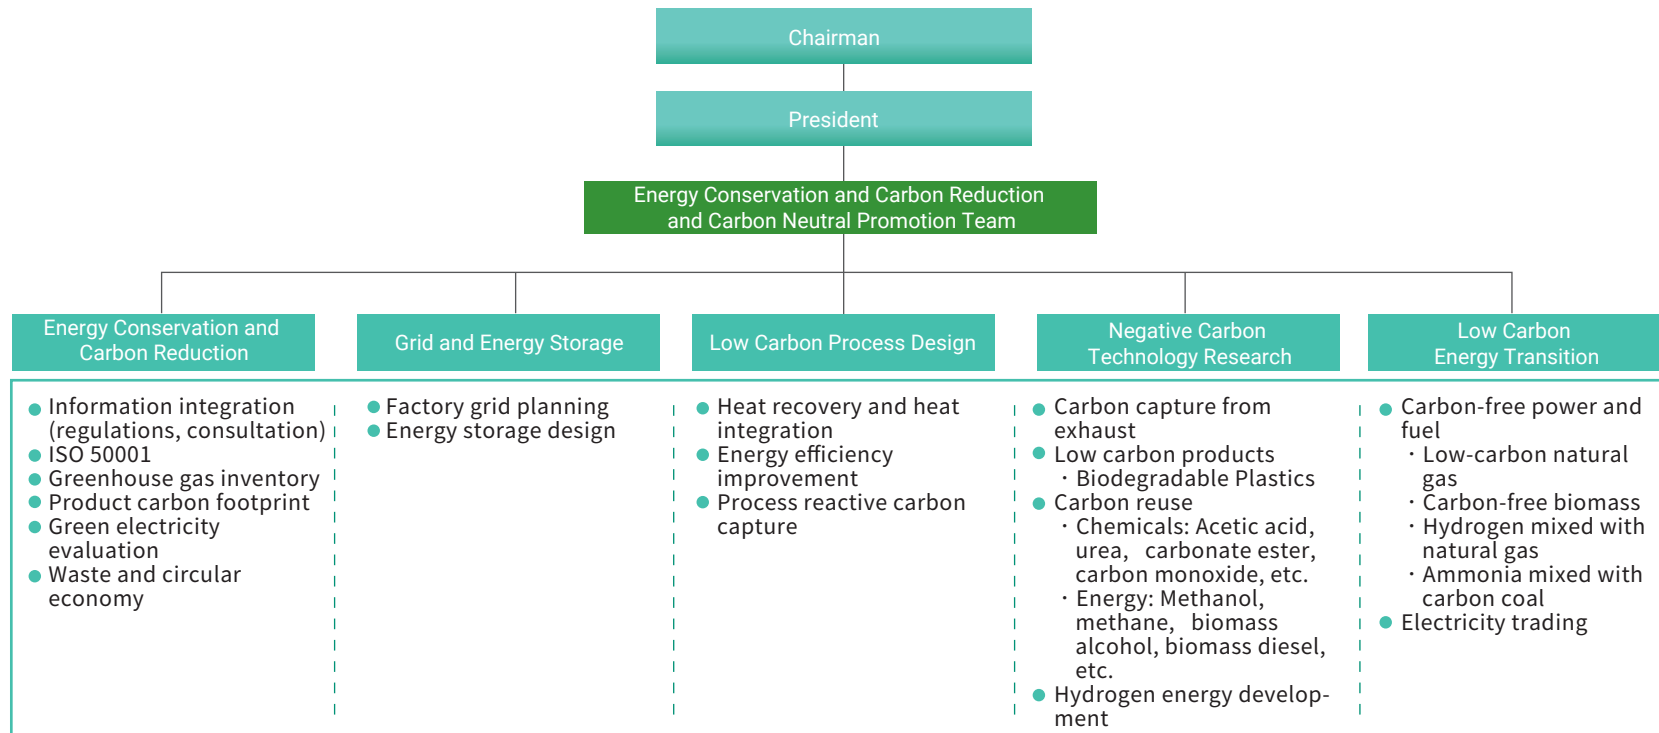 Chairman
President
Energy Conservation and Carbon Reduction
and Carbon Neutral Promotion Team
Energy Conservation and
Carbon Reduction
Grid and Energy Storage
Low Carbon Process Design
Negative Carbon
Technology Research
Low Carbon
Energy Transition
● Information integration
(regulations, consultation)
● ISO 50001
● Greenhouse gas inventory
● Product carbon footprint
● Green electricity
evaluation
● Waste and circular
economy
● Factory grid planning
● Energy storage design
● Heat recovery and heat
integration
● Energy efficiency
improvement
● Process reactive carbon
capture
● Carbon capture from
exhaust
● Low carbon products
· Biodegradable Plastics
● Carbon reuse
· Chemicals: Acetic acid,
urea, carbonate ester,
carbon monoxide, etc.
· Energy: Methanol,
methane, biomass
alcohol, biomass diesel,
etc.
● Hydrogen energy develop-
ment
● Carbon-free power and
fuel
· Low-carbon natural
gas
· Carbon-free biomass
· Hydrogen mixed with
natural gas
· Ammonia mixed with
carbon coal
● Electricity trading